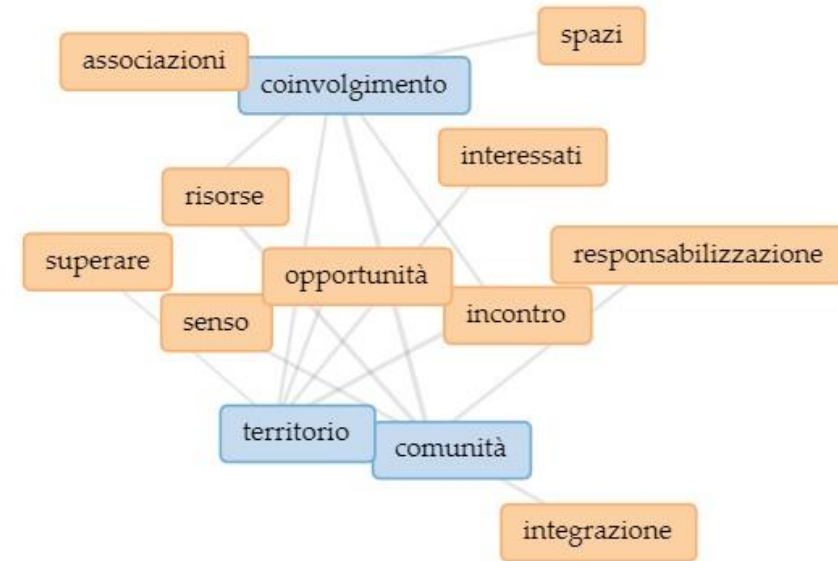 spazi
associazioni
coinvolgimento
interessati
risorse
responsabilizzazione
superare
opportunità
incontro
senso
territorio
comunità
integrazione